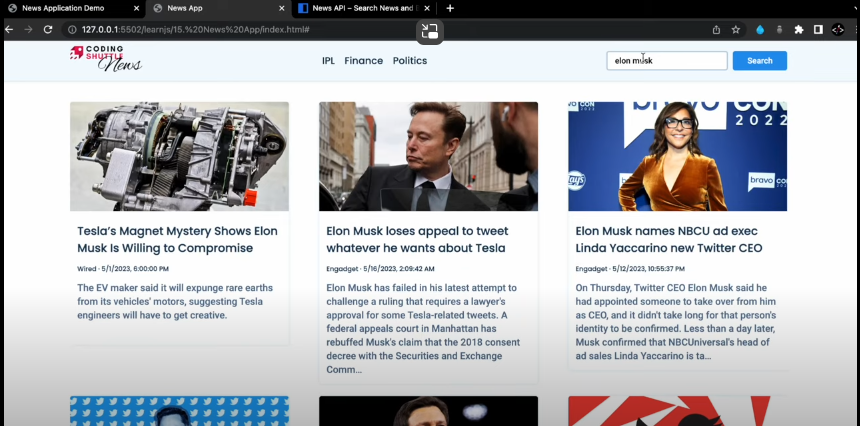 News Application Demo
News App
News API – Search News and
127.0.0.1:5502/learnjs/15.%20News%20App/index.html#
CODING
SHUTTLE
News
IPL Finance Politics
elon musk
Search
bravo CON
2022
bravo
Tesla's Magnet Mystery Shows Elon
Musk Is Willing to Compromise
Wired · 5/1/2023, 6:00:00 PM
The EV maker said it will expunge rare earths
from its vehicles' motors, suggesting Tesla
engineers will have to get creative.
Elon Musk loses appeal to tweet
whatever he wants about Tesla
Engadget · 5/16/2023, 2:09:42 AM
Elon Musk has failed in his latest attempt to
challenge a ruling that requires a lawyer's
approval for some Tesla-related tweets. A
federal appeals court in Manhattan has
rebuffed Musk's claim that the 2018 consent
decree with the Securities and Exchange
Comm...
Elon Musk names NBCU ad exec
Linda Yaccarino new Twitter CEO
Engadget · 5/12/2023, 10:55:37 PM
On Thursday, Twitter CEO Elon Musk said he
had appointed someone to take over from him
as CEO, and it didn't take long for that person's
identity to be confirmed. Less than a day later,
Musk confirmed that NBCUniversal's head of
ad sales Linda Yaccarino is ta...